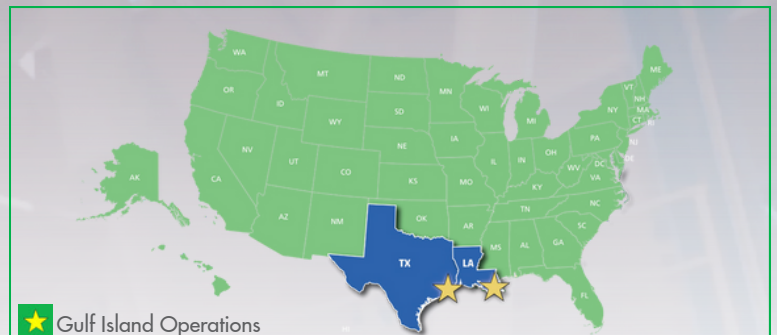 WA
MT
ND
MN
ME
OR
ID
SD
WI
VT
NH
NY
MA
CT
RI
WY
MI
IA
NE
PA
NJ
NV
UT
IL
IN
OH
DE
DC
CO
WV
VA
AK
CA
KS
MO
KY
NC
TN
AZ
NM
OK
AR
SC
MS
AL
GA
TX
LA
FL
Gulf Island Operations
HI